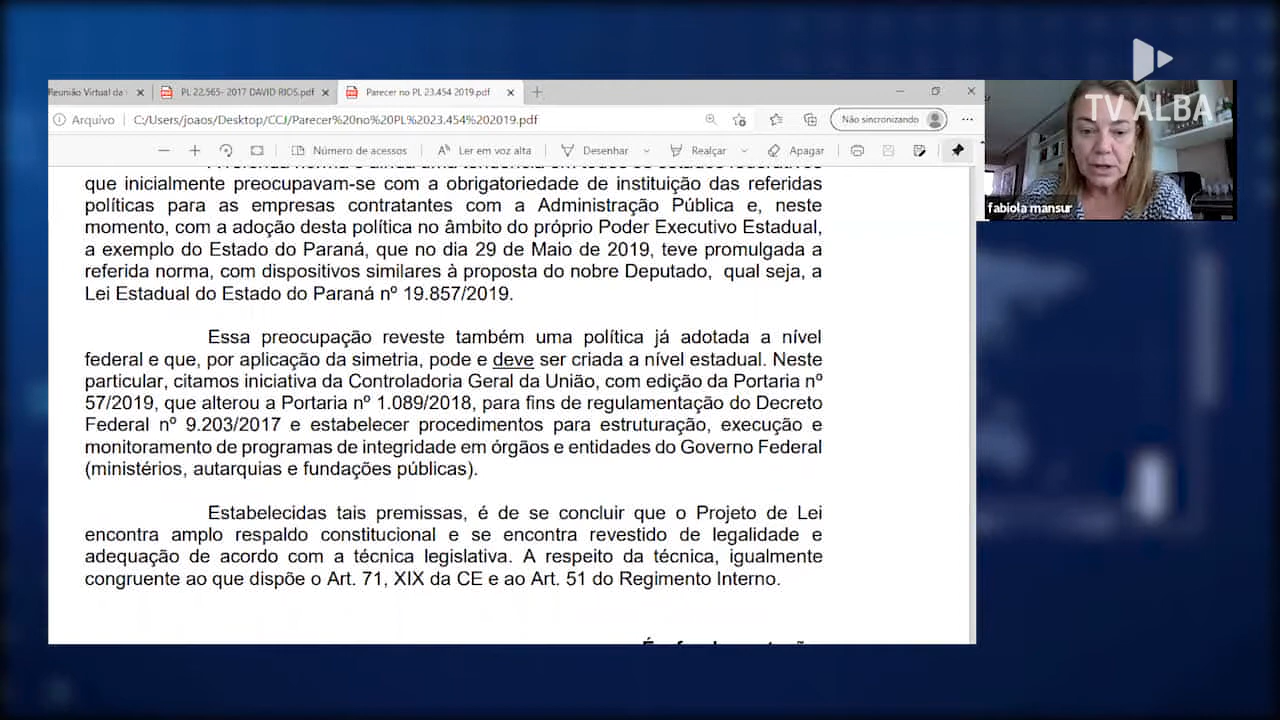 TV ALBA
Reunião Virtual da
PL 22,565- 2017 DAVID RIOS.pdf
Parecer no PL 23,454 2019.pdf
Arquivo
C:/Users/joaos/Desktop/CCJ/Parecer%20no%20PL%2023,454%202019.pdf
Não sincronizando
Número de acessos
Ler em voz alta
Desenhar
Realçar
Apagar
que inicialmente preocupavam-se com a obrigatoriedade de instituição das referidas
políticas para as empresas contratantes com a Administração Pública e, neste
momento, com a adoção desta política no âmbito do próprio Poder Executivo Estadual,
a exemplo do Estado do Paraná, que no dia 29 de Maio de 2019, teve promulgada a
referida norma, com dispositivos similares à proposta do nobre Deputado, qual seja, a
Lei Estadual do Estado do Paraná nº 19.857/2019.
Essa preocupação reveste também uma política já adotada a nível
federal e que, por aplicação da simetria, pode e deve ser criada a nível estadual. Neste
particular, citamos iniciativa da Controladoria Geral da União, com edição da Portaria nº
57/2019, que alterou a Portaria nº 1.089/2018, para fins de regulamentação do Decreto
Federal nº 9.203/2017 e estabelecer procedimentos para estruturação, execução e
monitoramento de programas de integridade em órgãos e entidades do Governo Federal
(ministérios, autarquias e fundações públicas).
Estabelecidas tais premissas, é de se concluir que o Projeto de Lei
encontra amplo respaldo constitucional e se encontra revestido de legalidade e
adequação de acordo com a técnica legislativa. A respeito da técnica, igualmente
congruente ao que dispõe o Art. 71, XIX da CE e ao Art. 51 do Regimento Interno.
fabiola mansur